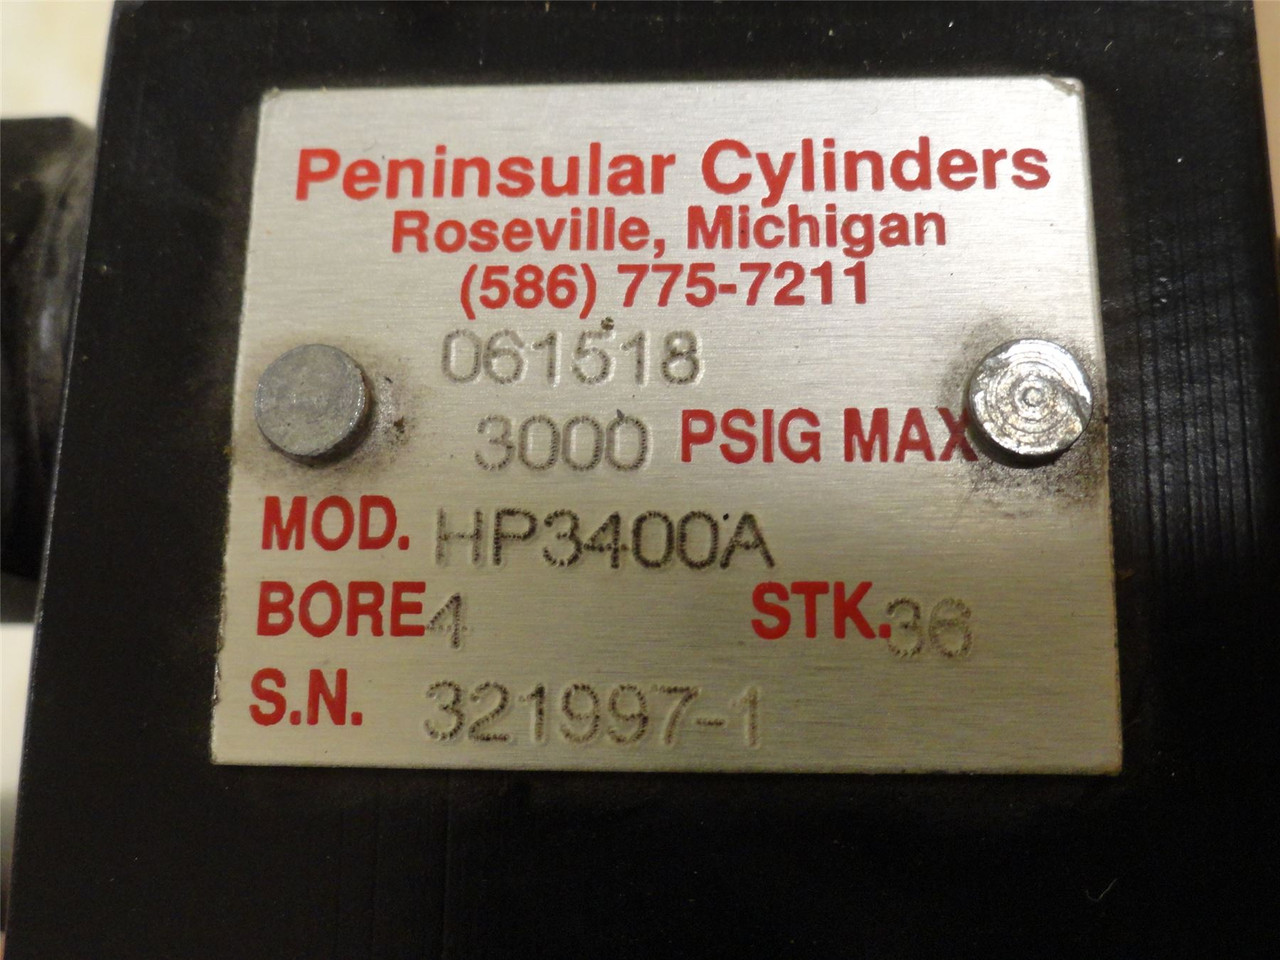 Peninsular Cylinders
Roseville, Michigan
(586) 775-7211
061518
3000 PSIG MAX
MOD. HP3400A
BORE 4 STK. 36
S.N. 321997-1